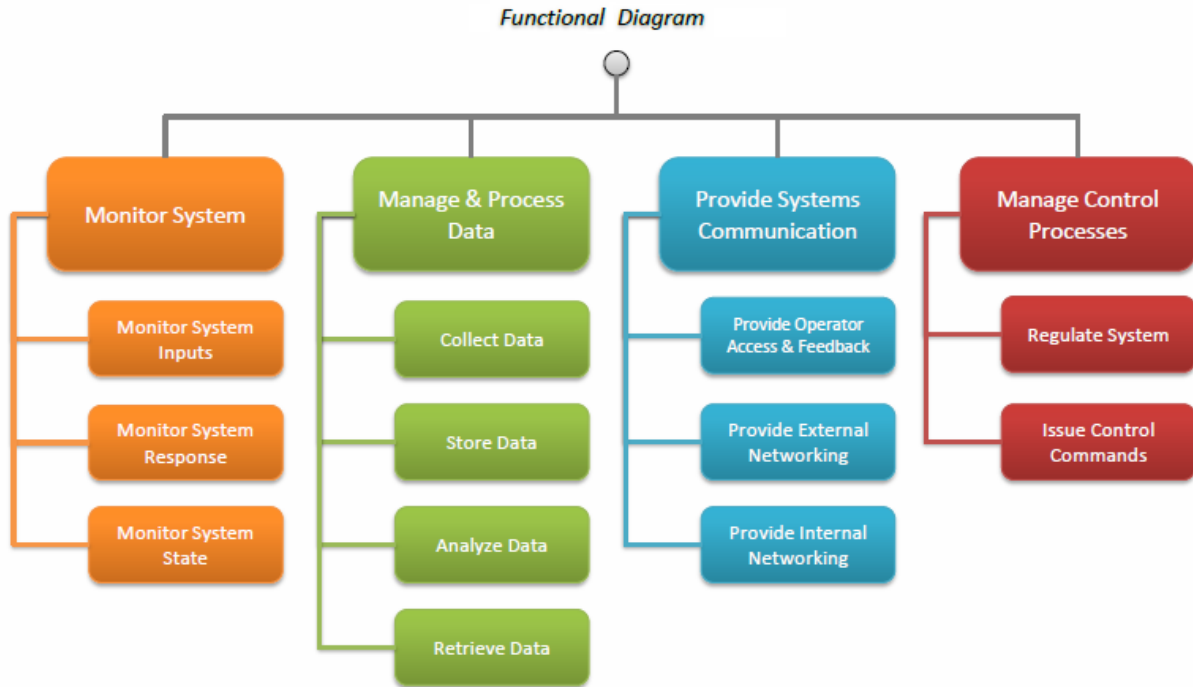 Functional Diagram
Monitor System
Monitor System
Inputs
Monitor System
Response
Monitor System
State
Manage & Process
Data
Collect Data
Store Data
Analyze Data
Retrieve Data
Provide Systems
Communication
Provide Operator
Access & Feedback
Provide External
Networking
Provide Internal
Networking
Manage Control
Processes
Regulate System
Issue Control
Commands